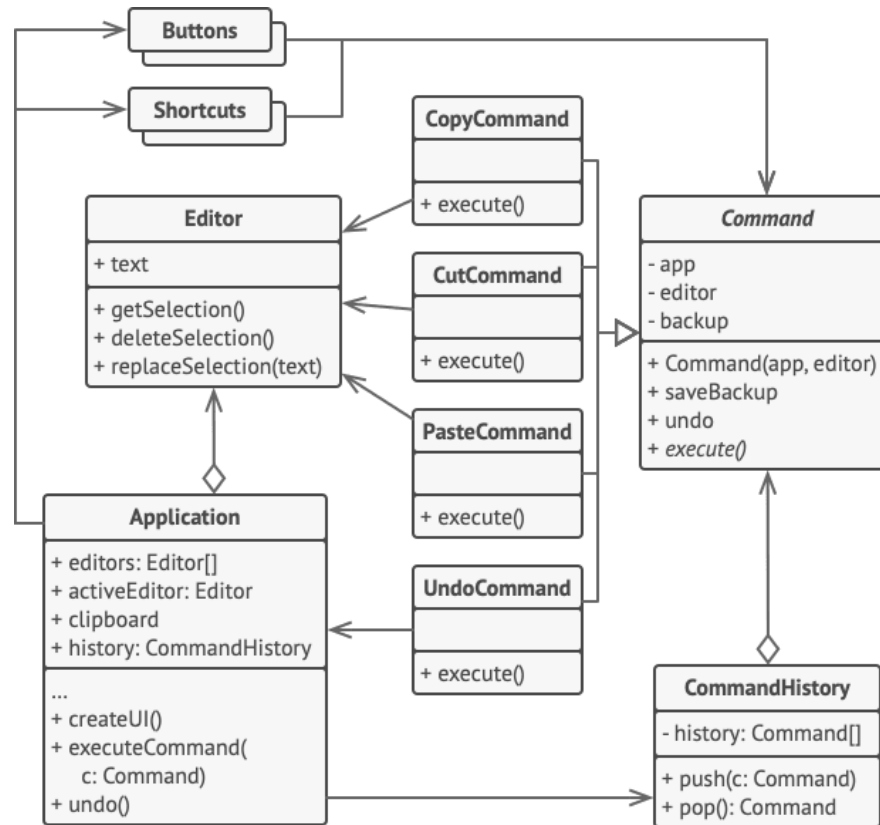 Buttons
Shortcuts
CopyCommand
+ execute()
Editor
+ text
+ getSelection()
+ deleteSelection()
+ replaceSelection(text)
CutCommand
+ execute()
Command
- app
- editor
- backup
+ Command(app, editor)
+ saveBackup
+ undo
+ execute()
PasteCommand
+ execute()
Application
+ editors: Editor[]
+ activeEditor: Editor
+ clipboard
+ history: CommandHistory
...
+ createUI()
+ executeCommand(
c: Command)
+ undo()
UndoCommand
+ execute()
CommandHistory
- history: Command[]
+ push(c: Command)
+ pop(): Command